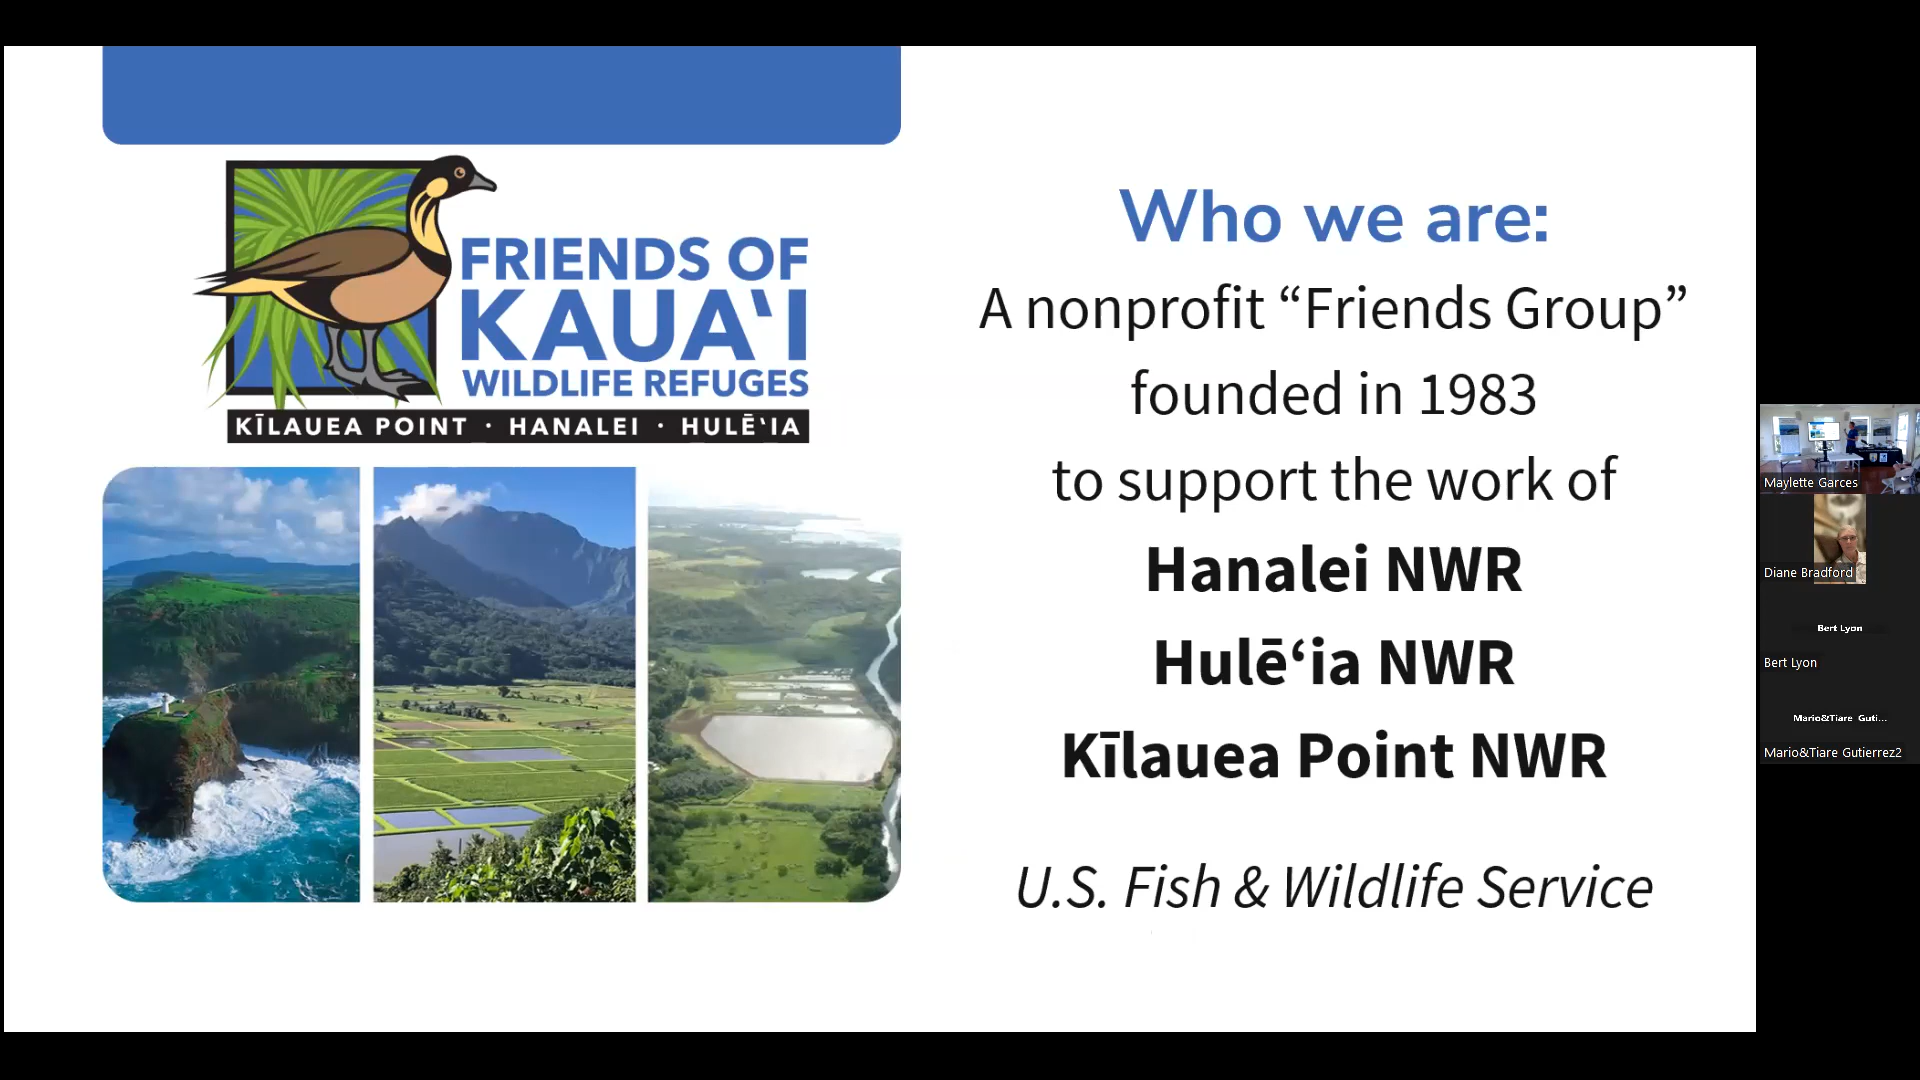 FRIENDS OF
KAUAʻI
WILDLIFE REFUGES
KĪLAUEA POINT · HANALEI · HULĒʻIA
Who we are:
A nonprofit “Friends Group”
founded in 1983
to support the work of
Hanalei NWR
Hulēʻia NWR
Kīlauea Point NWR
U.S. Fish & Wildlife Service
Maylette Garces
Diane Bradford
Bert Lyon
Bert Lyon
Mario&Tiare Guti...
Mario&Tiare Gutierrez2